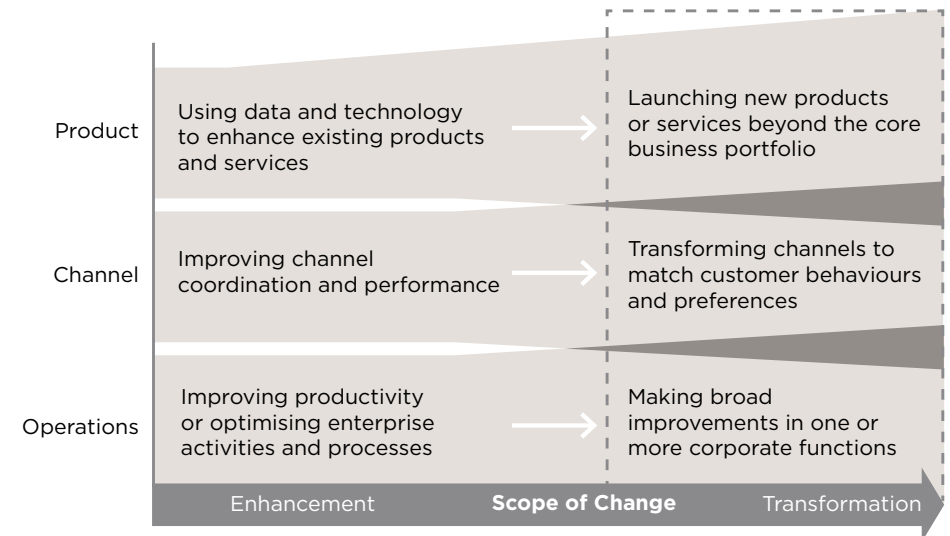 Product
Using data and technology
to enhance existing products
and services
Launching new products
or services beyond the core
business portfolio
Channel
Improving channel
coordination and performance
Transforming channels to
match customer behaviours
and preferences
Operations
Improving productivity
or optimising enterprise
activities and processes
Making broad
improvements in one or
more corporate functions
Enhancement
Scope of Change
Transformation